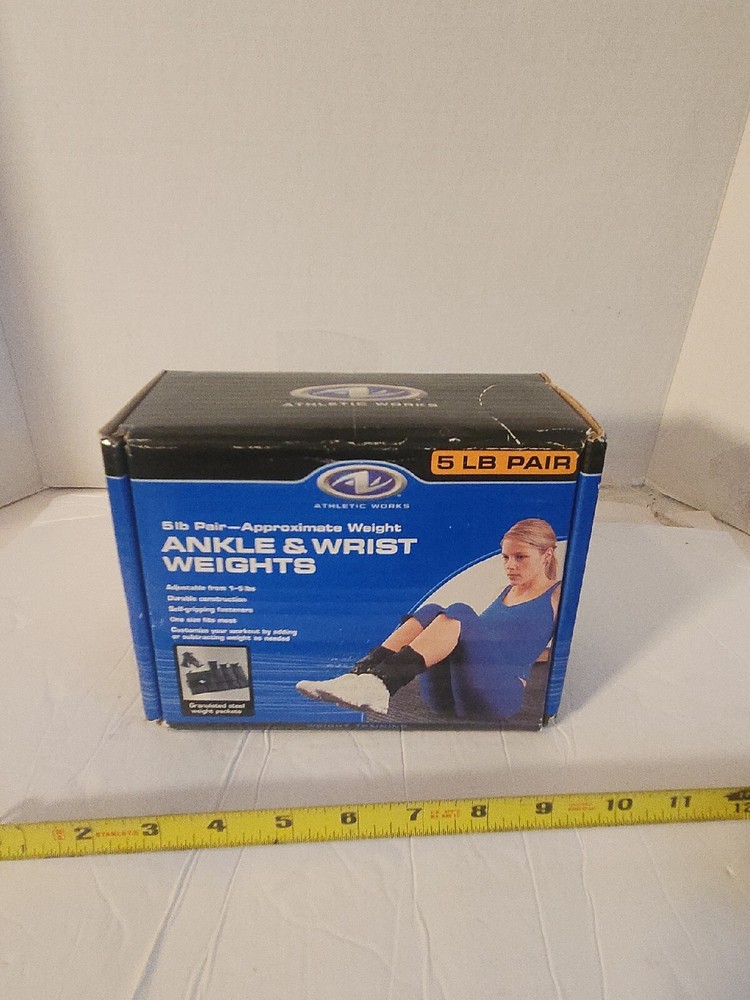 ATHLETIC WORKS
5 LB PAIR
ATHLETIC WORKS
5lb Pair—Approximate Weight
ANKLE & WRIST
WEIGHTS
Adjustable from 1-5 lbs
Durable construction
Self-gripping fasteners
One size fits most
Customize your workout by adding
or subtracting weight as needed
Granulated steel
weight packets
WEIGHT TRAINING
1 2 STANLEY 3 4 5 6 7 8 9 10 11 12